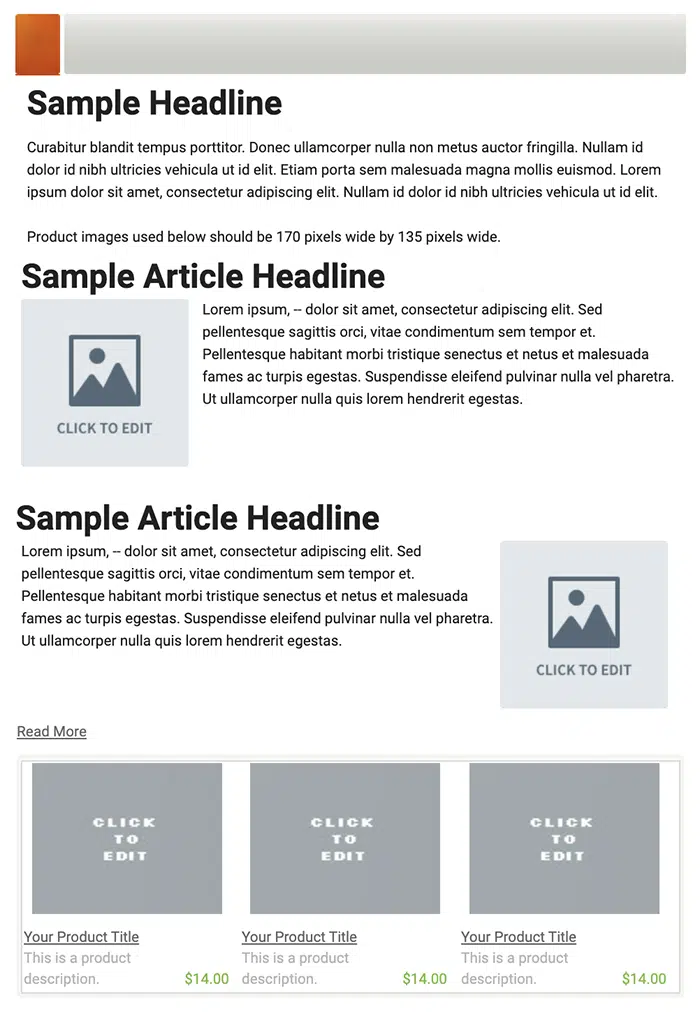 Sample Headline
Curabitur blandit tempus porttitor. Donec ullamcorper nulla non metus auctor fringilla. Nullam id
dolor id nibh ultricies vehicula ut id elit. Etiam porta sem malesuada magna mollis euismod. Lorem
ipsum dolor sit amet, consectetur adipiscing elit. Nullam id dolor id nibh ultricies vehicula ut id elit.
Product images used below should be 170 pixels wide by 135 pixels wide.
Sample Article Headline
Lorem ipsum, -- dolor sit amet, consectetur adipiscing elit. Sed
pellentesque sagittis orci, vitae condimentum sem tempor et.
Pellentesque habitant morbi tristique senectus et netus et malesuada
fames ac turpis egestas. Suspendisse eleifend pulvinar nulla vel pharetra.
Ut ullamcorper nulla quis lorem hendrerit egestas.
CLICK TO EDIT
Sample Article Headline
Lorem ipsum, -- dolor sit amet, consectetur adipiscing elit. Sed
pellentesque sagittis orci, vitae condimentum sem tempor et.
Pellentesque habitant morbi tristique senectus et netus et malesuada
fames ac turpis egestas. Suspendisse eleifend pulvinar nulla vel pharetra.
Ut ullamcorper nulla quis lorem hendrerit egestas.
CLICK TO EDIT
Read More
CLICK
TO
EDIT
Your Product Title
This is a product
description.
$14.00
CLICK
TO
EDIT
Your Product Title
This is a product
description.
$14.00
CLICK
TO
EDIT
Your Product Title
This is a product
description.
$14.00